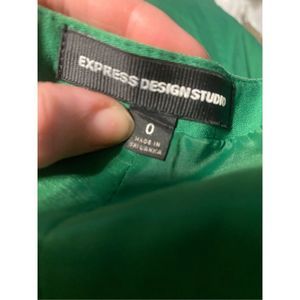 EXPRESS DESIGN STUDIO
0
MADE IN
SRI LANKA